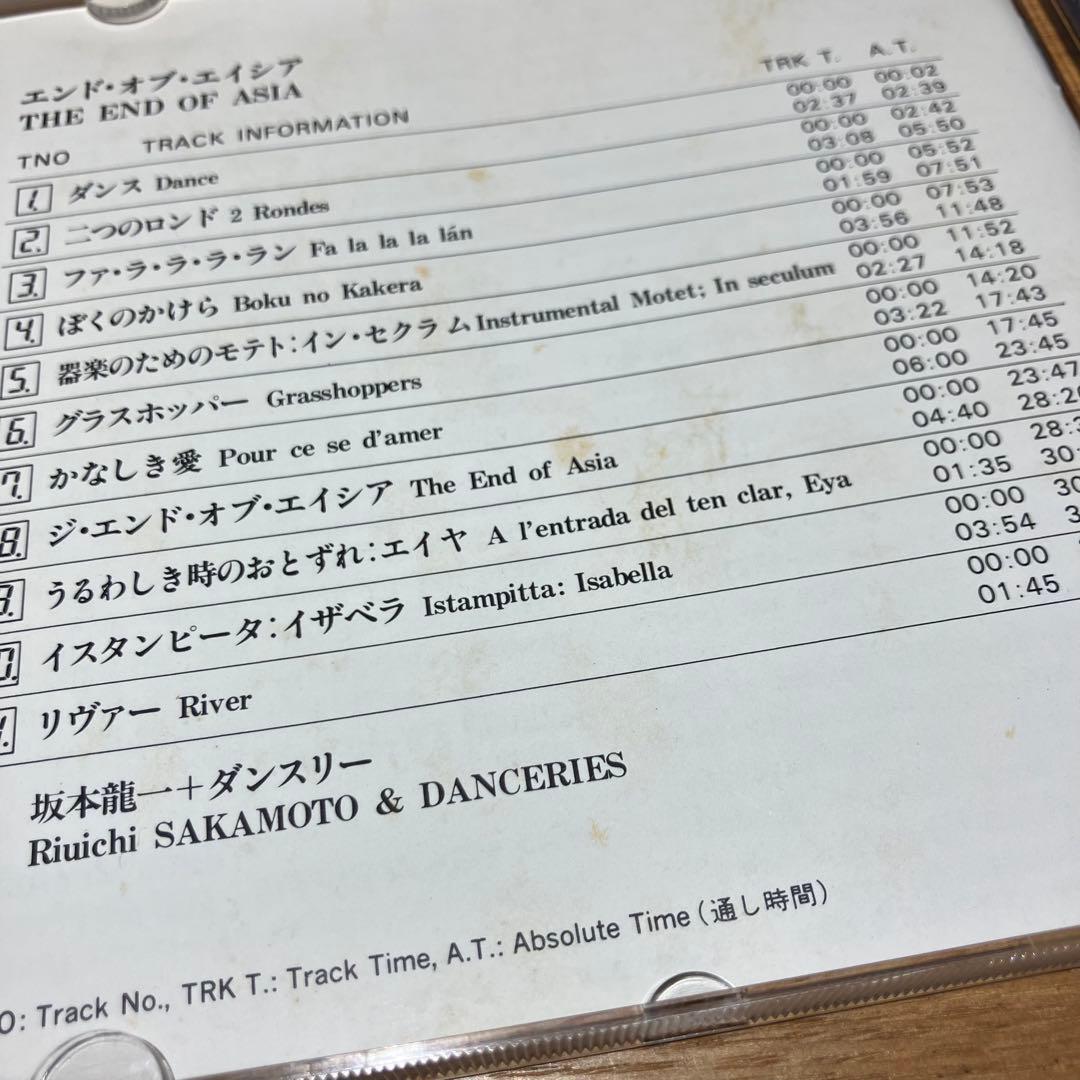 エンド・オブ・エイシア
THE END OF ASIA
TNO TRACK INFORMATION TRK T. A.T.
00:00 00:02
1. ダンス Dance 02:37 02:39
00:00 02:42
2. 二つのロンド 2 Rondes 03:08 05:50
00:00 05:52
3. ファ・ラ・ラ・ラ・ラン Fa la la la lán 01:59 07:51
00:00 07:53
4. ぼくのかけら Boku no Kakera 03:56 11:48
00:00 11:52
5. 器楽のためのモテト:イン・セクラム Instrumental Motet; In seculum 02:27 14:18
00:00 14:20
6. グラスホッパー Grasshoppers 03:22 17:43
00:00 17:45
7. かなしき愛 Pour ce se d'amer 06:00 23:45
00:00 23:47
8. ジ・エンド・オブ・エイシア The End of Asia 04:40
00:00
うるわしき時のおとずれ:エイヤ A l'entrada del ten clar, Eya 01:35
00:00
イスタンピータ:イザベラ Istampitta: Isabella 03:54
00:00
リヴァー River 01:45
坂本龍一+ダンスリー
Riuichi SAKAMOTO & DANCERIES
O: Track No., TRK T.: Track Time, A.T.: Absolute Time (通し時間)